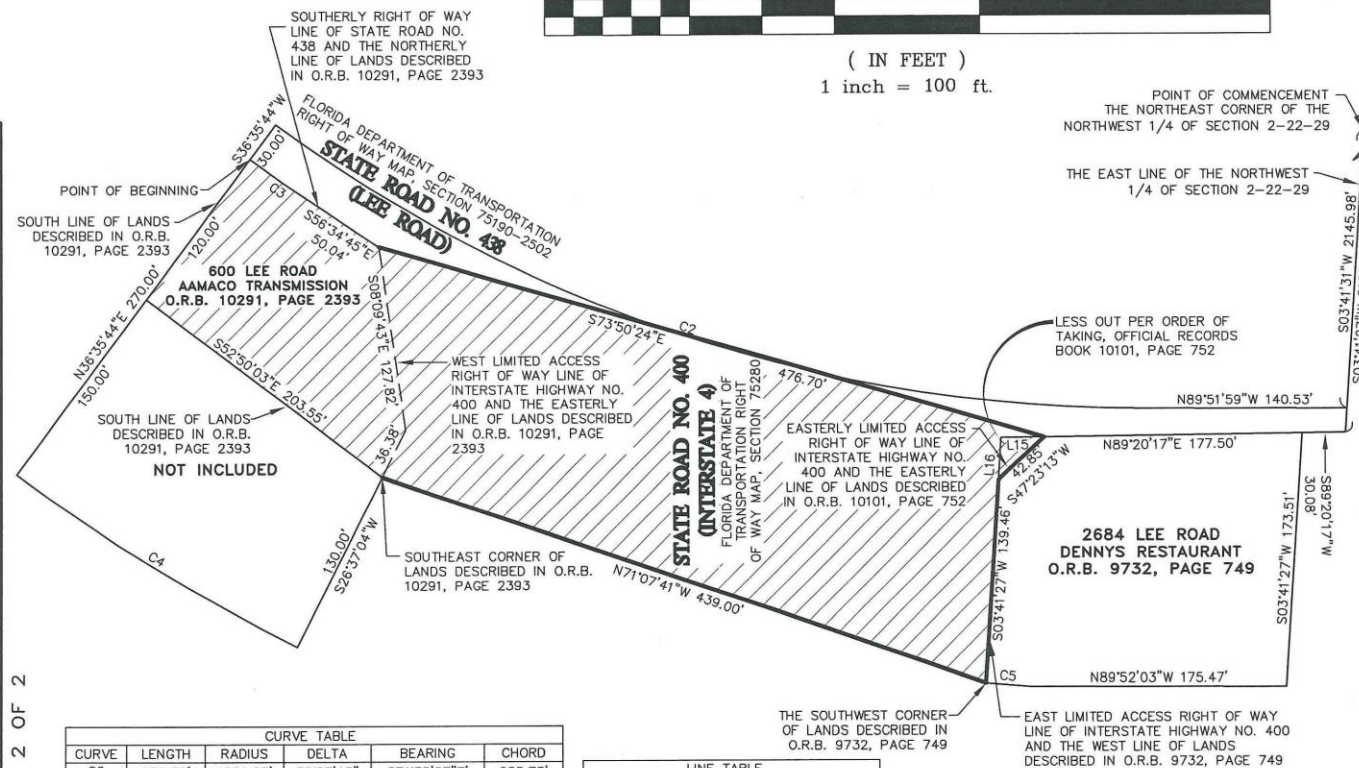 SOUTHERLY RIGHT OF WAY
LINE OF STATE ROAD NO.
438 AND THE NORTHERLY
LINE OF LANDS DESCRIBED
IN O.R.B. 10291, PAGE 2393
( IN FEET )
1 inch = 100 ft.
POINT OF COMMENCEMENT
THE NORTHEAST CORNER OF THE
NORTHWEST 1/4 OF SECTION 2-22-29
THE EAST LINE OF THE NORTHWEST
1/4 OF SECTION 2-22-29
S03°41'31"W 2145.98'
S36°35'44"W
30.00'
FLORIDA DEPARTMENT OF TRANSPORTATION
RIGHT OF WAY MAP, SECTION 75190-2502
STATE ROAD NO. 438
(LEE ROAD)
POINT OF BEGINNING
SOUTH LINE OF LANDS
DESCRIBED IN O.R.B.
10291, PAGE 2393
C3
S56°34'45"E
50.04'
120.00'
600 LEE ROAD
AAMACO TRANSMISSION
O.R.B. 10291, PAGE 2393
N36°35'44"E 270.00'
150.00'
S08°09'43"E 127.82'
S52°50'03"E 203.55'
36.38'
SOUTH LINE OF LANDS
DESCRIBED IN O.R.B.
10291, PAGE 2393
NOT INCLUDED
C4
130.00'
S26°37'04"W
WEST LIMITED ACCESS
RIGHT OF WAY LINE OF
INTERSTATE HIGHWAY NO.
400 AND THE EASTERLY
LINE OF LANDS DESCRIBED
IN O.R.B. 10291, PAGE
2393
SOUTHEAST CORNER OF
LANDS DESCRIBED IN O.R.B.
10291, PAGE 2393
S73°50'24"E
C2
476.70'
STATE ROAD NO. 400
(INTERSTATE 4)
FLORIDA DEPARTMENT OF
TRANSPORTATION RIGHT
OF WAY MAP, SECTION 75280
N71°07'41"W 439.00'
LESS OUT PER ORDER OF
TAKING, OFFICIAL RECORDS
BOOK 10101, PAGE 752
EASTERLY LIMITED ACCESS
RIGHT OF WAY LINE OF
INTERSTATE HIGHWAY NO.
400 AND THE EASTERLY
LINE OF LANDS DESCRIBED
IN O.R.B. 10101, PAGE 752
N89°51'59"W 140.53'
L15
N89°20'17"E 177.50'
L16
42.85'
S47°23'13"W
S03°41'27"W 139.46'
2684 LEE ROAD
DENNYS RESTAURANT
O.R.B. 9732, PAGE 749
S03°41'27"W 173.51'
S89°20'17"W
30.08'
C5
N89°52'03"W 175.47'
THE SOUTHWEST CORNER
OF LANDS DESCRIBED IN
O.R.B. 9732, PAGE 749
EAST LIMITED ACCESS RIGHT OF WAY
LINE OF INTERSTATE HIGHWAY NO. 400
AND THE WEST LINE OF LANDS
DESCRIBED IN O.R.B. 9732, PAGE 749
2 OF 2
CURVE TABLE
CURVE LENGTH RADIUS DELTA BEARING CHORD
LINE TABLE